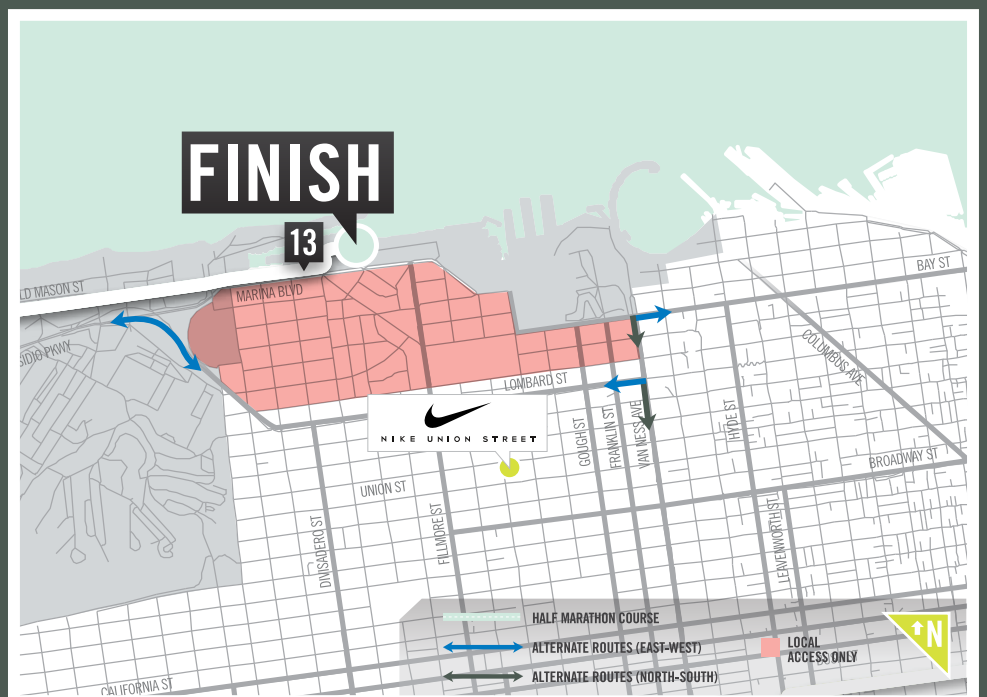 FINISH
13
LD MASON ST
MARINA BLVD
BAY ST
SIDIO PKWY
COLUMBUS AVE
LOMBARD ST
NIKE UNION STREET
GOUGH ST
FRANKLIN ST
VAN NESS AVE
HYDE ST
BROADWAY ST
UNION ST
DIVISADERO ST
FILLMORE ST
LEAVENWORTH ST
CALIFORNIA ST
HALF MARATHON COURSE
ALTERNATE ROUTES (EAST-WEST)
ALTERNATE ROUTES (NORTH-SOUTH)
LOCAL
ACCESS ONLY
N